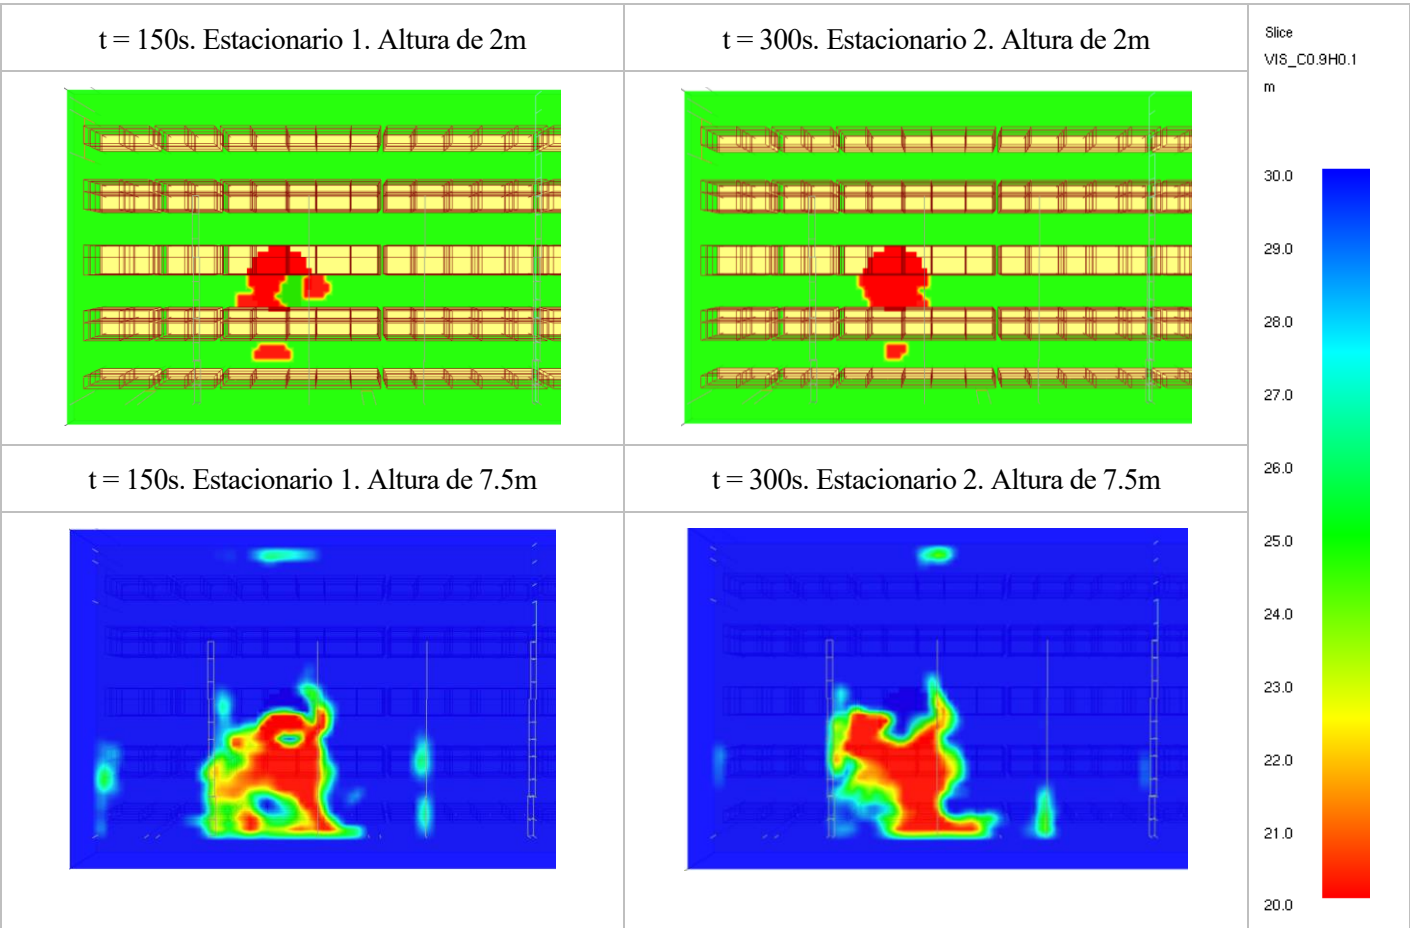 t = 150s. Estacionario 1. Altura de 2m
t = 300s. Estacionario 2. Altura de 2m
Slice
VIS_C0.9H0.1
m
30.0
29.0
28.0
27.0
26.0
25.0
24.0
23.0
22.0
21.0
20.0
t = 150s. Estacionario 1. Altura de 7.5m
t = 300s. Estacionario 2. Altura de 7.5m